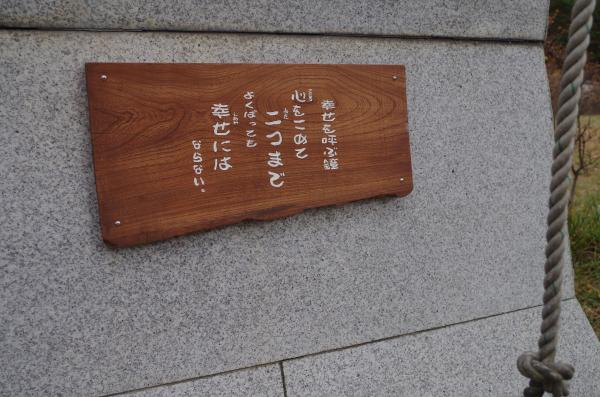 幸せを呼ぶ鐘
心をこめて
二つまで
よくばっても
幸せには
ならない。